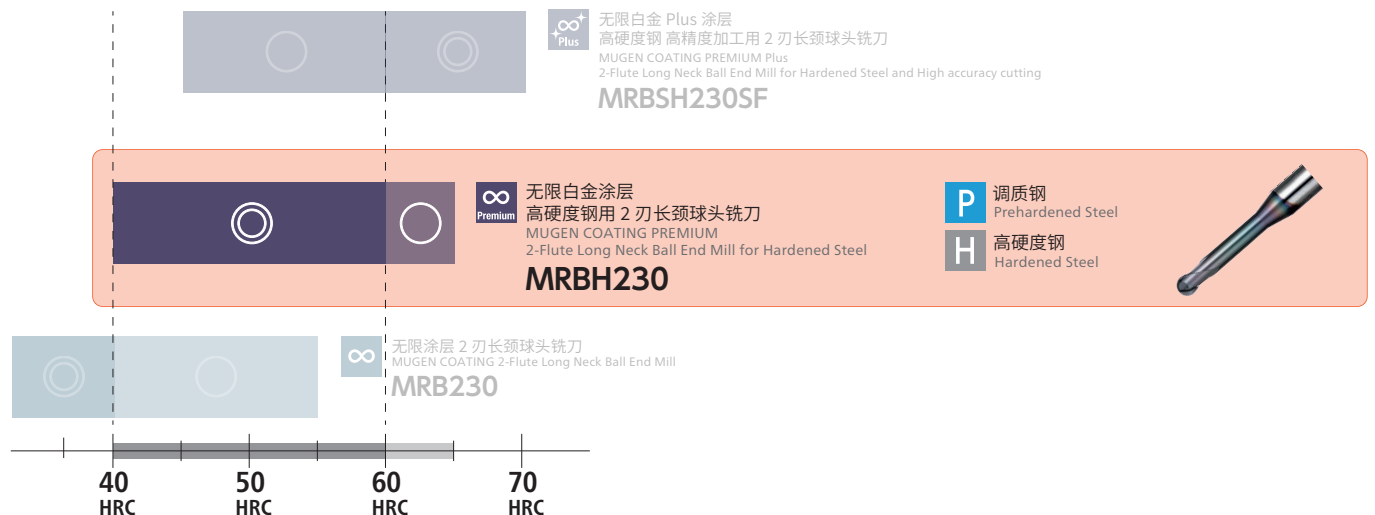 Plus
无限白金 Plus 涂层
高硬度钢 高精度加工用 2 刃长颈球头铣刀
MUGEN COATING PREMIUM Plus
2-Flute Long Neck Ball End Mill for Hardened Steel and High accuracy cutting
MRBSH230SF
Premium
无限白金涂层
高硬度钢用 2 刃长颈球头铣刀
MUGEN COATING PREMIUM
2-Flute Long Neck Ball End Mill for Hardened Steel
MRBH230
P
调质钢
Prehardened Steel
H
高硬度钢
Hardened Steel
无限涂层 2 刃长颈球头铣刀
MUGEN COATING 2-Flute Long Neck Ball End Mill
MRB230
40 50 60 70
HRC HRC HRC HRC